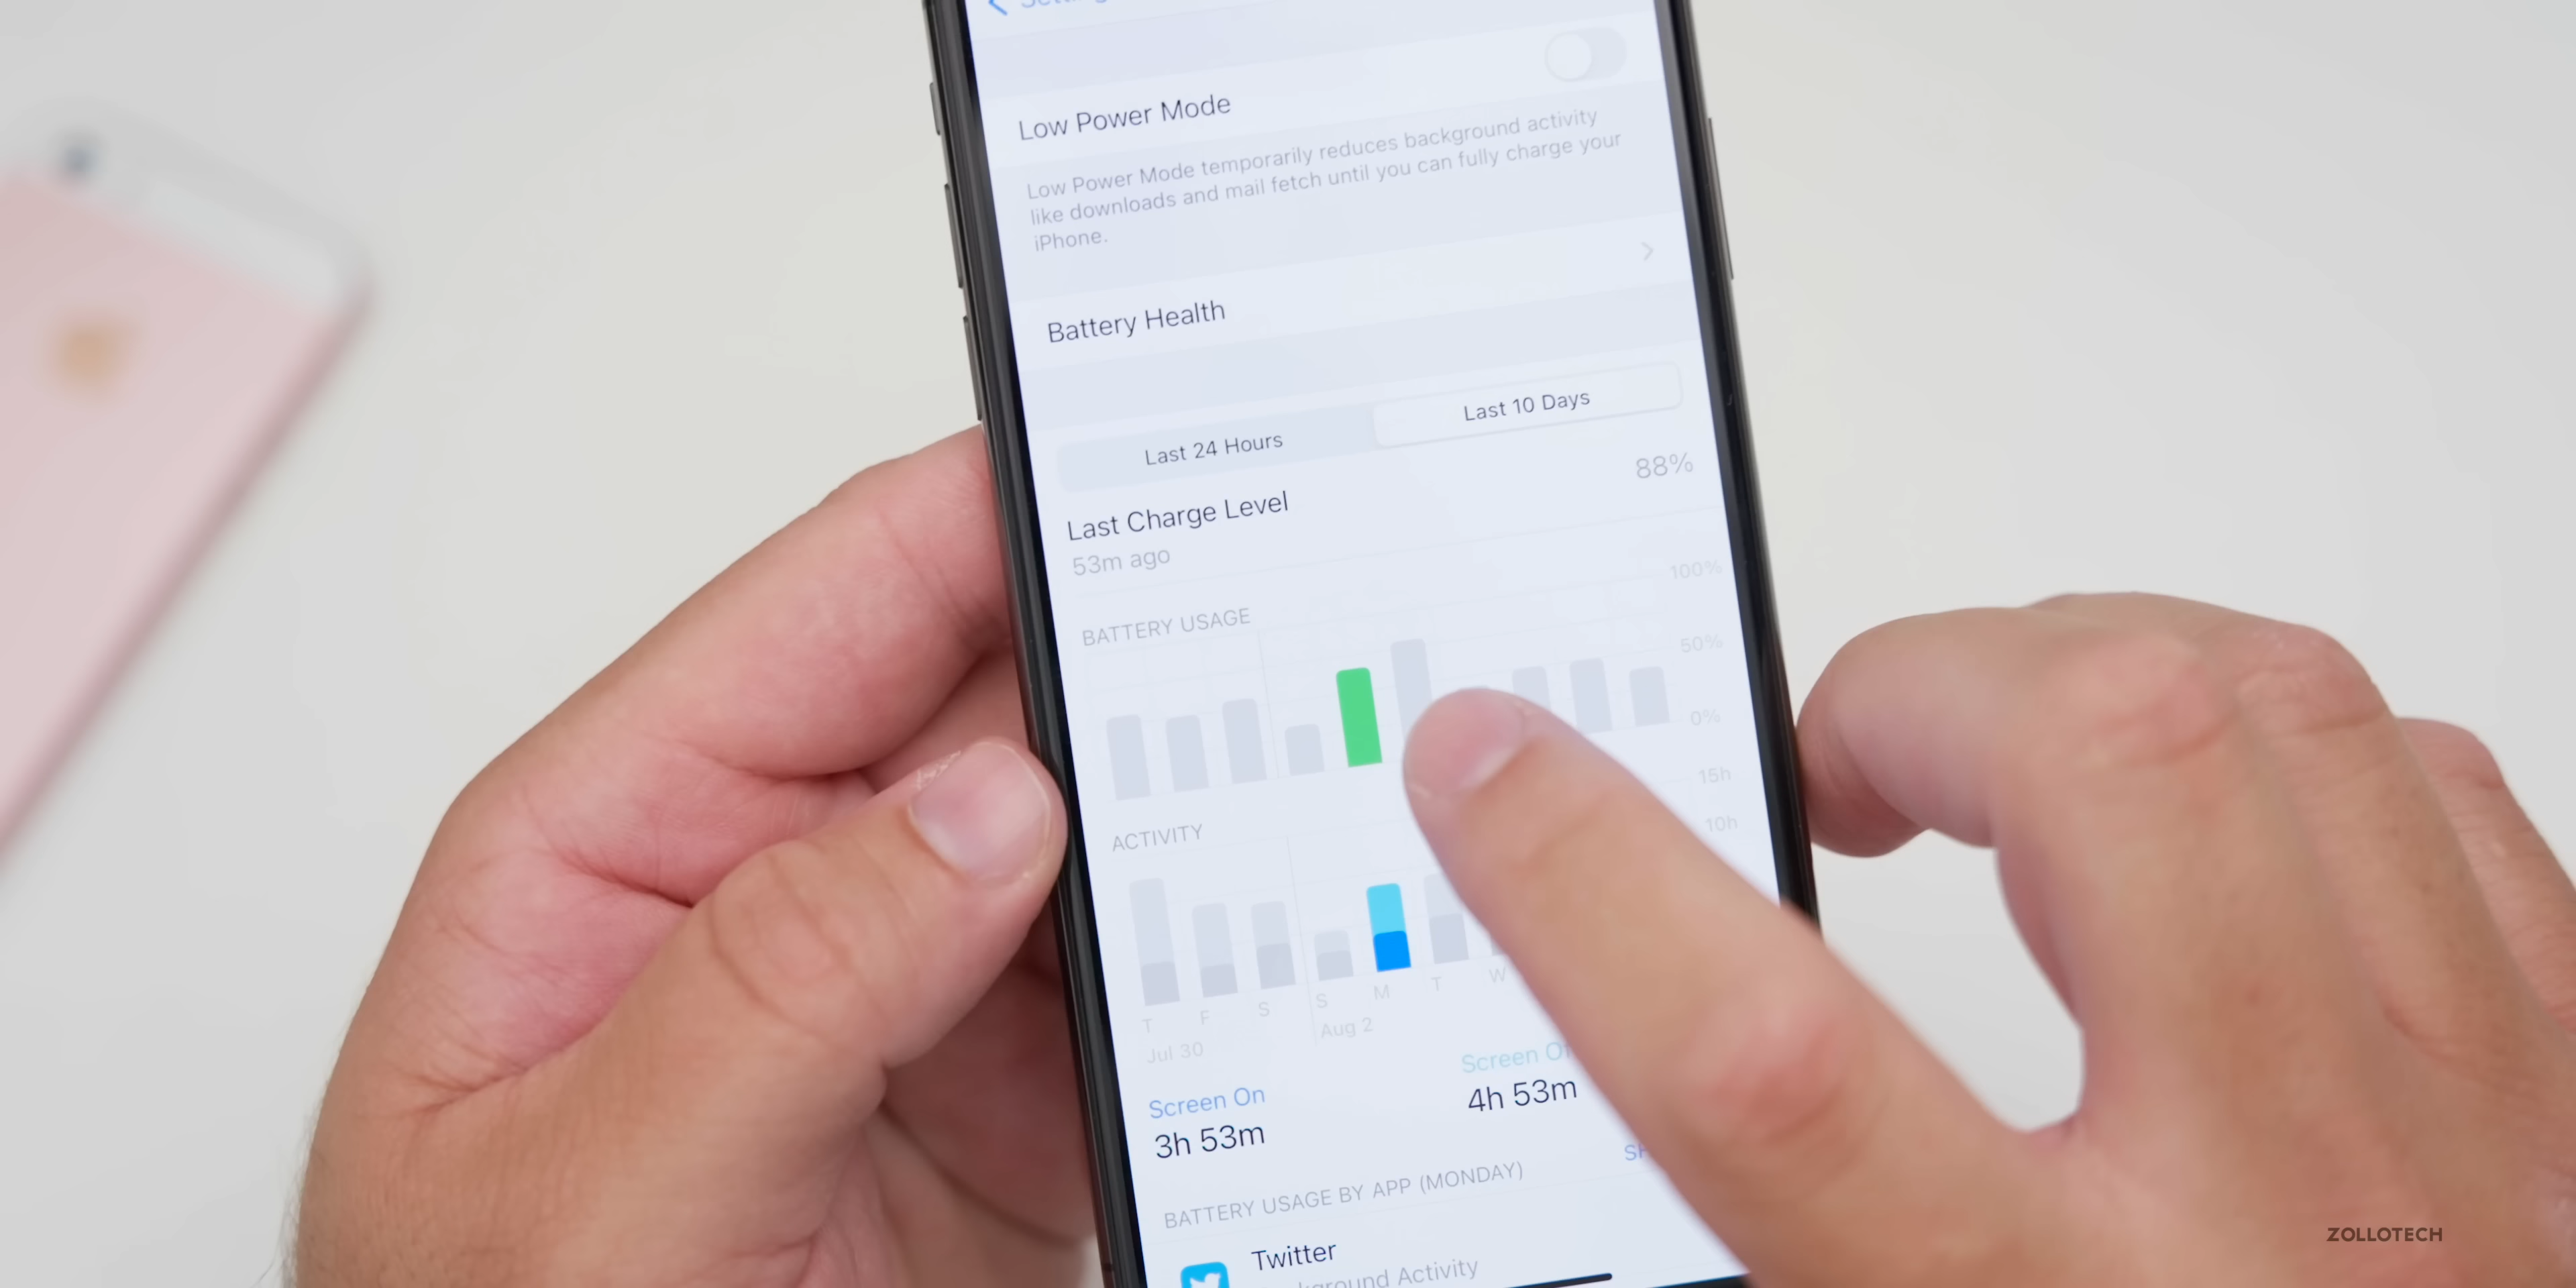 Low Power Mode
Low Power Mode temporarily reduces background activity
like downloads and mail fetch until you can fully charge your
iPhone.
Battery Health
Last 24 Hours
Last 10 Days
Last Charge Level
88%
53m ago
BATTERY USAGE
100%
50%
0%
ACTIVITY
15h
10h
T F S S M T W
Jul 30
Aug 2
Screen On
Screen
3h 53m
4h 53m
BATTERY USAGE BY APP (MONDAY)
Twitter
Activity
ZOLLOTECH